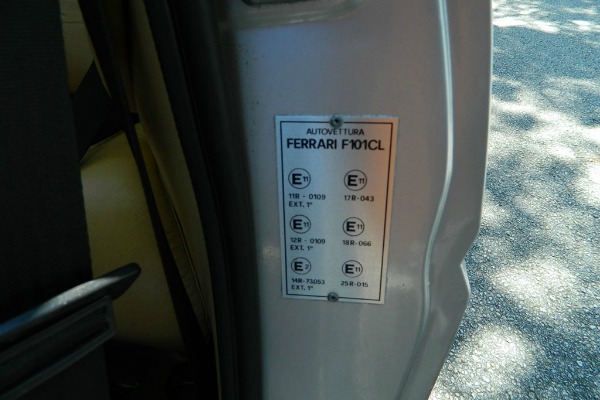 AUTOVETTURA
FERRARI F101CL
E11 E11
11R - 0109 17R-043
EXT. 1°
E11 E11
12R - 0109 18R-066
EXT. 1°
E2 E11
14R-73053 25R-015
EXT. 1°